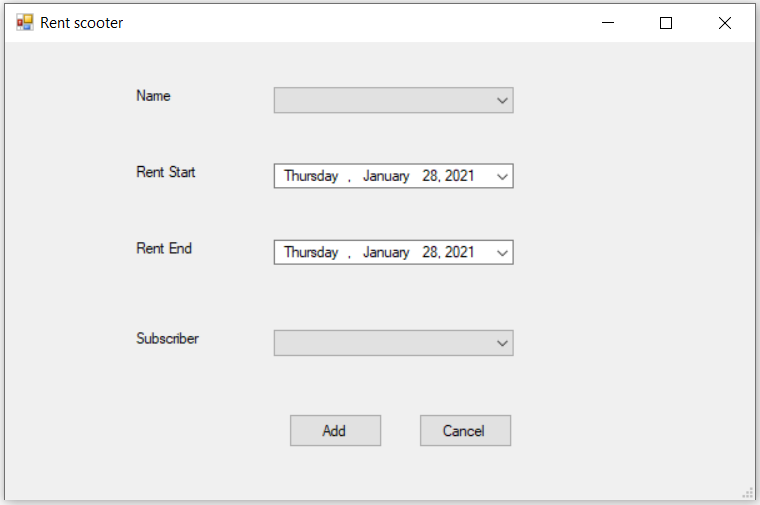 Rent scooter
Name
Rent Start Thursday , January 28, 2021
Rent End Thursday , January 28, 2021
Subscriber
Add Cancel